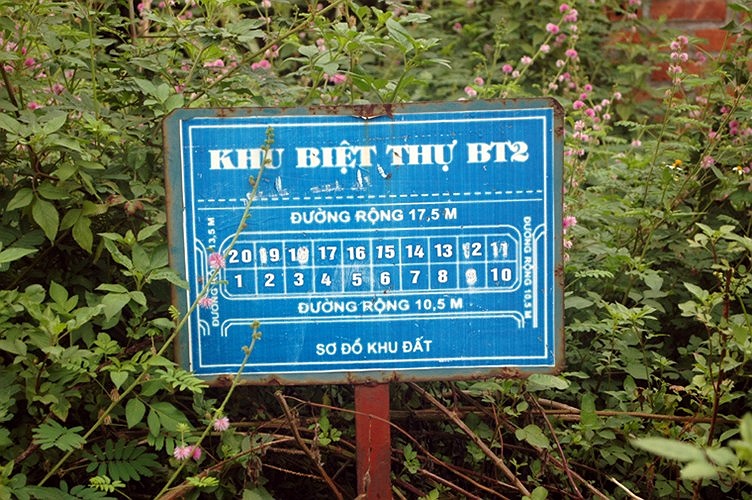 KHU BIỆT THỰ BT2
ĐƯỜNG RỘNG 17,5 M
20 19 18 17 16 15 14 13 12 11
1 2 3 4 5 6 7 8 9 10
ĐƯỜNG RỘNG 10,5 M
SƠ ĐỒ KHU ĐẤT
ĐƯỜNG 13,5 M
ĐƯỜNG RỘNG 10,5 M